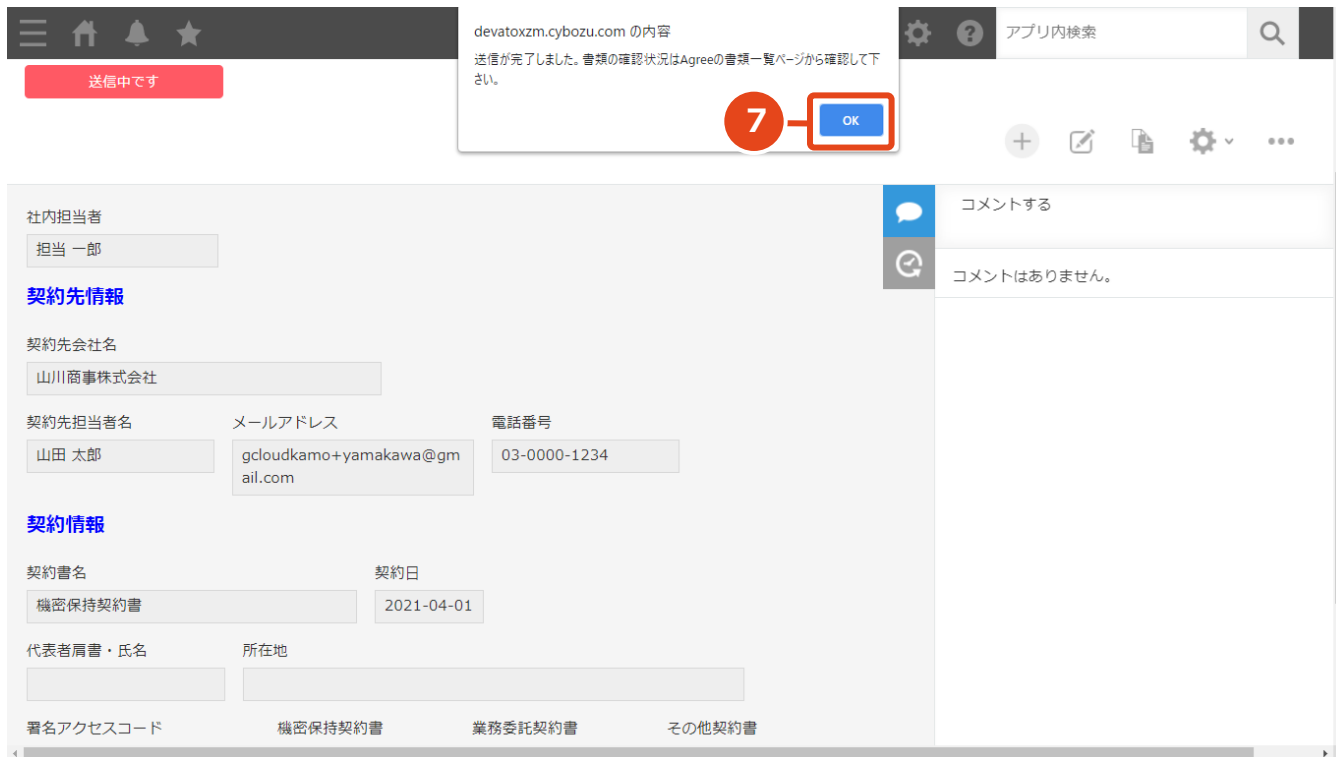 devatoxzm.cybozu.com の内容
送信が完了しました。書類の確認状況はAgreeの書類一覧ページから確認して下
さい。
7
OK
アプリ内検索
送信中です
社内担当者
担当 一郎
契約先情報
契約先会社名
山川商事株式会社
契約先担当者名 メールアドレス 電話番号
山田 太郎 gcloudkamo+yamakawa@gm 03-0000-1234
ail.com
契約情報
契約書名 契約日
機密保持契約書 2021-04-01
代表者肩書・氏名 所在地
署名アクセスコード 機密保持契約書 業務委託契約書 その他契約書
コメントする
コメントはありません。